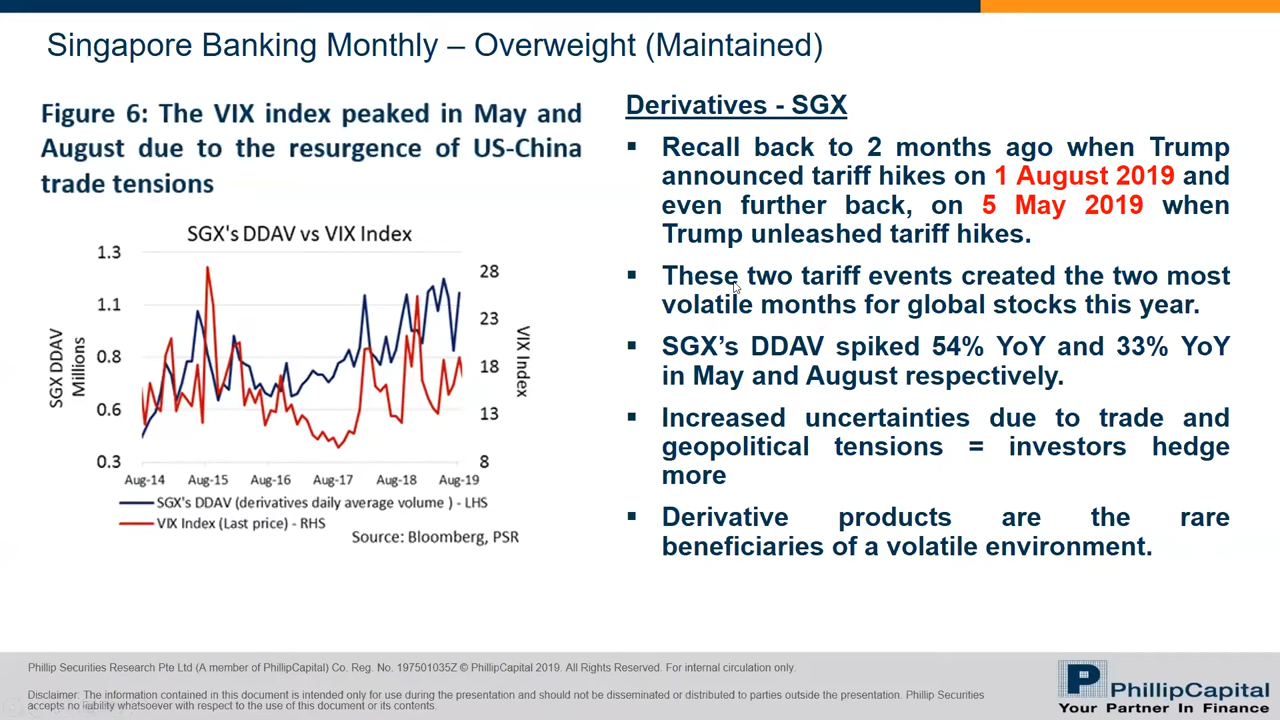 Singapore Banking Monthly – Overweight (Maintained)
Figure 6: The VIX index peaked in May and
August due to the resurgence of US-China
trade tensions
SGX's DDAV vs VIX Index
1.3
1.1
0.8
0.6
0.3
SGX DDAV
Millions
28
23
18
13
8
VIX Index
Aug-14 Aug-15 Aug-16 Aug-17 Aug-18 Aug-19
SGX's DDAV (derivatives daily average volume ) - LHS
VIX Index (Last price) - RHS
Source: Bloomberg, PSR
Derivatives - SGX
▪ Recall back to 2 months ago when Trump
announced tariff hikes on 1 August 2019 and
even further back, on 5 May 2019 when
Trump unleashed tariff hikes.
▪ These two tariff events created the two most
volatile months for global stocks this year.
▪ SGX’s DDAV spiked 54% YoY and 33% YoY
in May and August respectively.
▪ Increased uncertainties due to trade and
geopolitical tensions = investors hedge
more
▪ Derivative products are the rare
beneficiaries of a volatile environment.
Phillip Securities Research Pte Ltd (A member of PhillipCapital) Co. Reg. No. 197501035Z © PhillipCapital 2019. All Rights Reserved. For internal circulation only.
Disclaimer: The information contained in this document is intended only for use during the presentation and should not be disseminated or distributed to parties outside the presentation. Phillip Securities
accepts no liability whatsoever with respect to the use of this document or its contents.
PhillipCapital
Your Partner In Finance